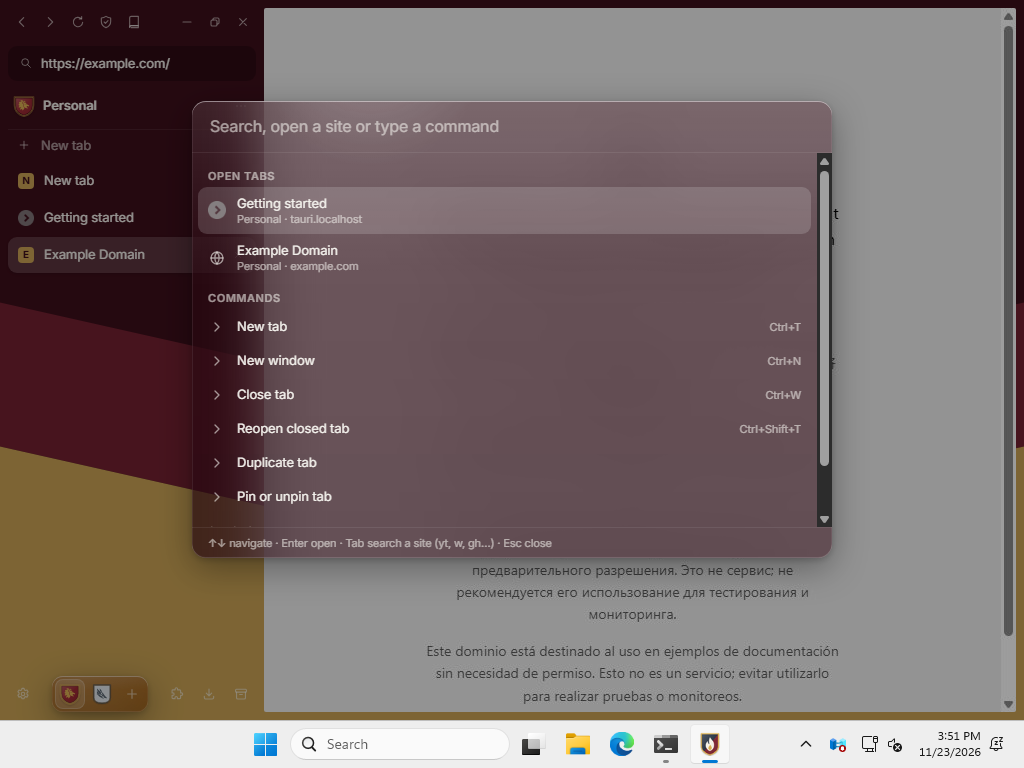 https://example.com/
Personal
New tab
N New tab
Getting started
E Example Domain
Search, open a site or type a command
OPEN TABS
Getting started
Personal · tauri.localhost
Example Domain
Personal · example.com
COMMANDS
New tab Ctrl+T
New window Ctrl+N
Close tab Ctrl+W
Reopen closed tab Ctrl+Shift+T
Duplicate tab
Pin or unpin tab
↑↓ navigate · Enter open · Tab search a site (yt, w, gh...) · Esc close
предварительного разрешения. Это не сервис; не
рекомендуется его использование для тестирования и
мониторинга.
Este dominio está destinado al uso en ejemplos de documentación
sin necesidad de permiso. Esto no es un servicio; evitar utilizarlo
para realizar pruebas o monitoreos.
Search
3:51 PM
11/23/2026